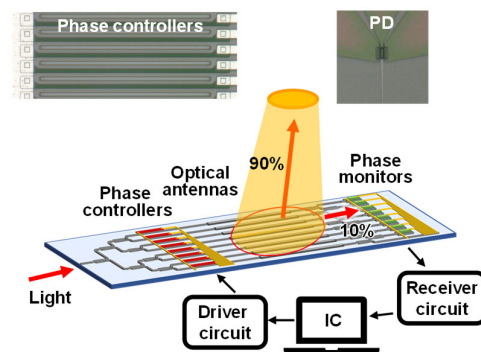 Phase controllers
PD
90%
Optical
antennas
Phase
monitors
Phase
controllers
10%
Light
Driver
circuit
IC
Receiver
circuit